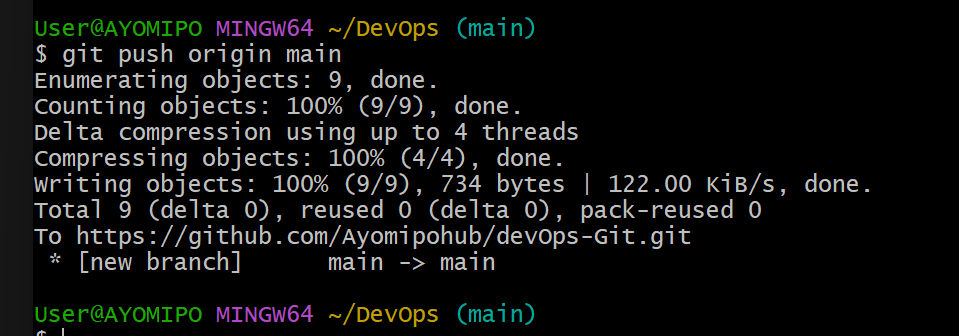 User@AYOMIPO MINGW64 ~/DevOps (main)
$ git push origin main
Enumerating objects: 9, done.
Counting objects: 100% (9/9), done.
Delta compression using up to 4 threads
Compressing objects: 100% (4/4), done.
Writing objects: 100% (9/9), 734 bytes | 122.00 KiB/s, done.
Total 9 (delta 0), reused 0 (delta 0), pack-reused 0
To https://github.com/Ayomipohub/devOps-Git.git
 * [new branch]      main -> main

User@AYOMIPO MINGW64 ~/DevOps (main)
$